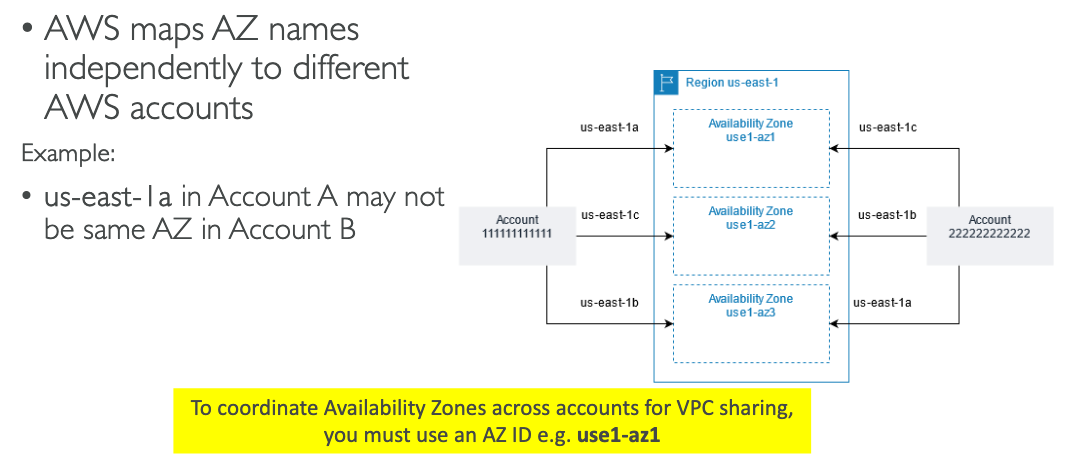 • AWS maps AZ names
independently to different
AWS accounts
Example:
• us-east-1a in Account A may not
be same AZ in Account B
Region us-east-1
us-east-1a
Availability Zone
use1-az1
us-east-1c
Account
111111111111
us-east-1c
Availability Zone
use1-az2
us-east-1b
Account
222222222222
us-east-1b
Availability Zone
use1-az3
us-east-1a
To coordinate Availability Zones across accounts for VPC sharing,
you must use an AZ ID e.g. use1-az1